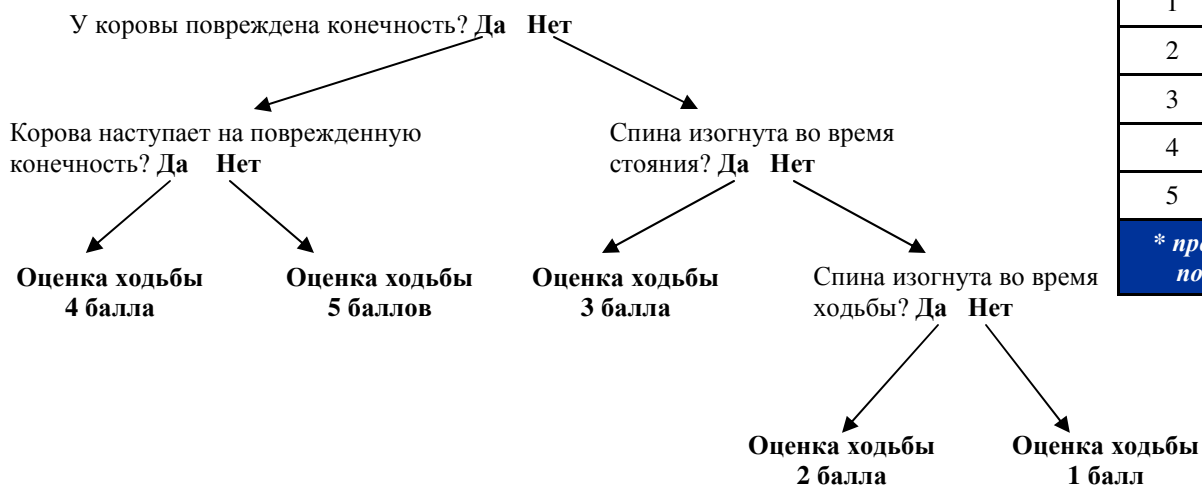 У коровы повреждена конечность? Да Нет
Корова наступает на поврежденную
конечность? Да Нет
Спина изогнута во время
стояния? Да Нет
Оценка ходьбы
4 балла
Оценка ходьбы
5 баллов
Оценка ходьбы
3 балла
Спина изогнута во время
ходьбы? Да Нет
Оценка ходьбы
2 балла
Оценка ходьбы
1 балл
1
2
3
4
5
*